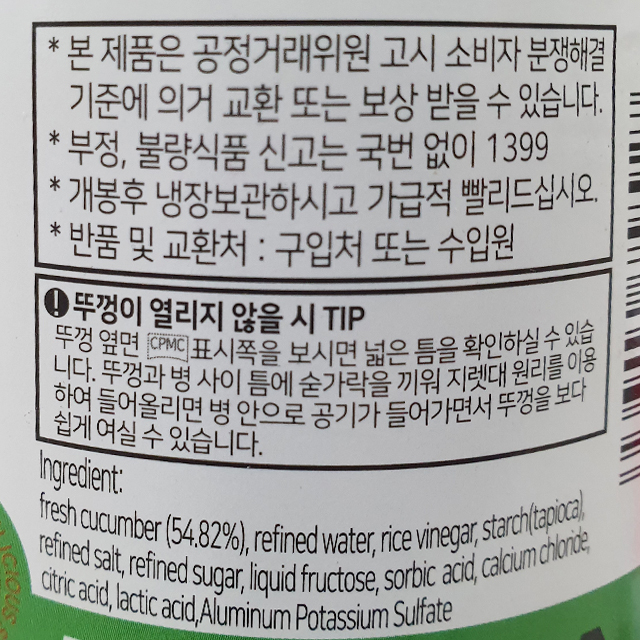 * 본 제품은 공정거래위원 고시 소비자 분쟁해결
기준에 의거 교환 또는 보상 받을 수 있습니다.
* 부정, 불량식품 신고는 국번 없이 1399
* 개봉후 냉장보관하시고 가급적 빨리드십시오.
* 반품 및 교환처 : 구입처 또는 수입원
! 뚜껑이 열리지 않을 시 TIP
뚜껑 옆면 CPMC 표시쪽을 보시면 넓은 틈을 확인하실 수 있습
니다. 뚜껑과 병 사이 틈에 숟가락을 끼워 지렛대 원리를 이용
하여 들어올리면 병 안으로 공기가 들어가면서 뚜껑을 보다
쉽게 여실 수 있습니다.
Ingredient:
fresh cucumber (54.82%), refined water, rice vinegar, starch(tapioca),
refined salt, refined sugar, liquid fructose, sorbic acid, calcium chloride,
citric acid, lactic acid,Aluminum Potassium Sulfate